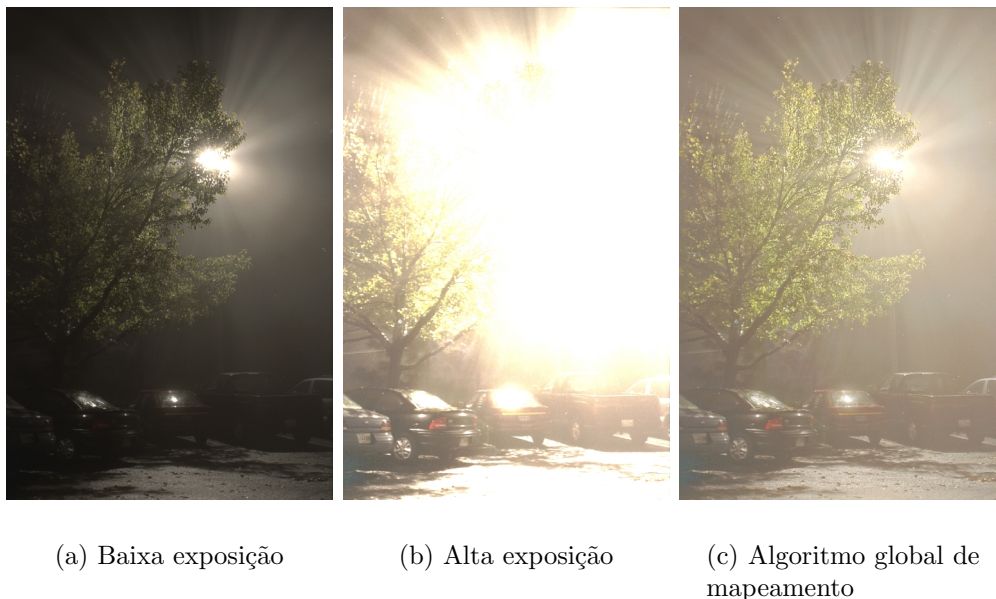 (a) Baixa exposição
(b) Alta exposição
(c) Algoritmo global de
mapeamento